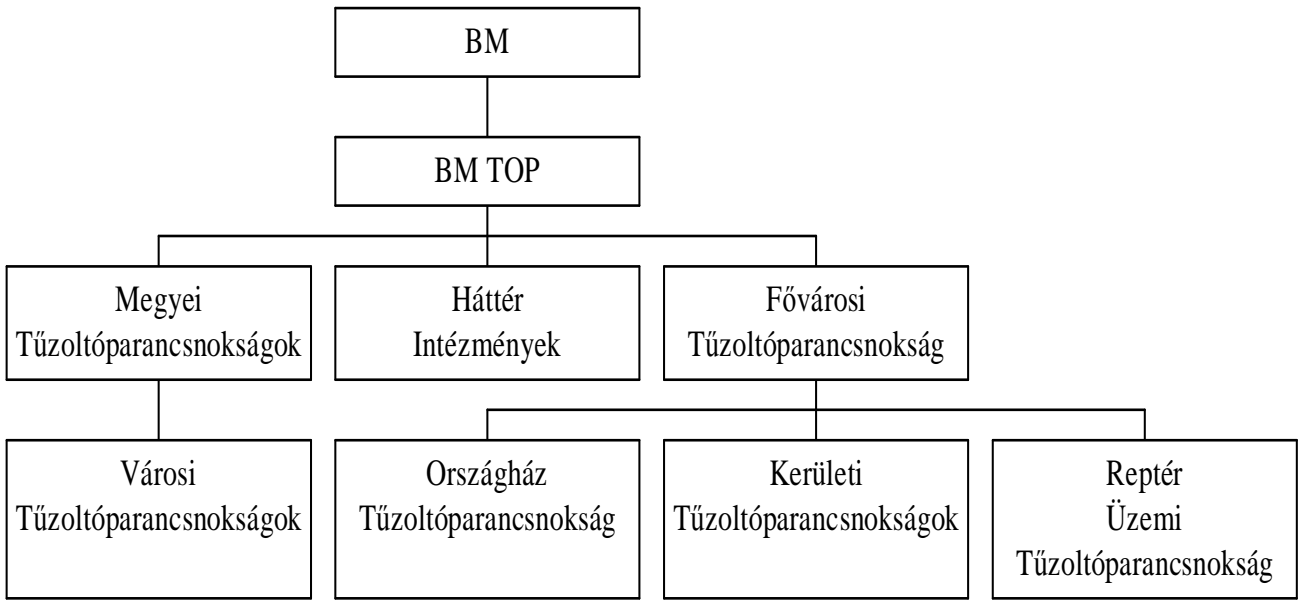 BM
BM TOP
Megyei
Tűzoltóparancsnokságok
Háttér
Intézmények
Fővárosi
Tűzoltóparancsnokság
Városi
Tűzoltóparancsnokságok
Országház
Tűzoltóparancsnokság
Kerületi
Tűzoltóparancsnokságok
Reptér
Üzemi
Tűzoltóparancsnokság